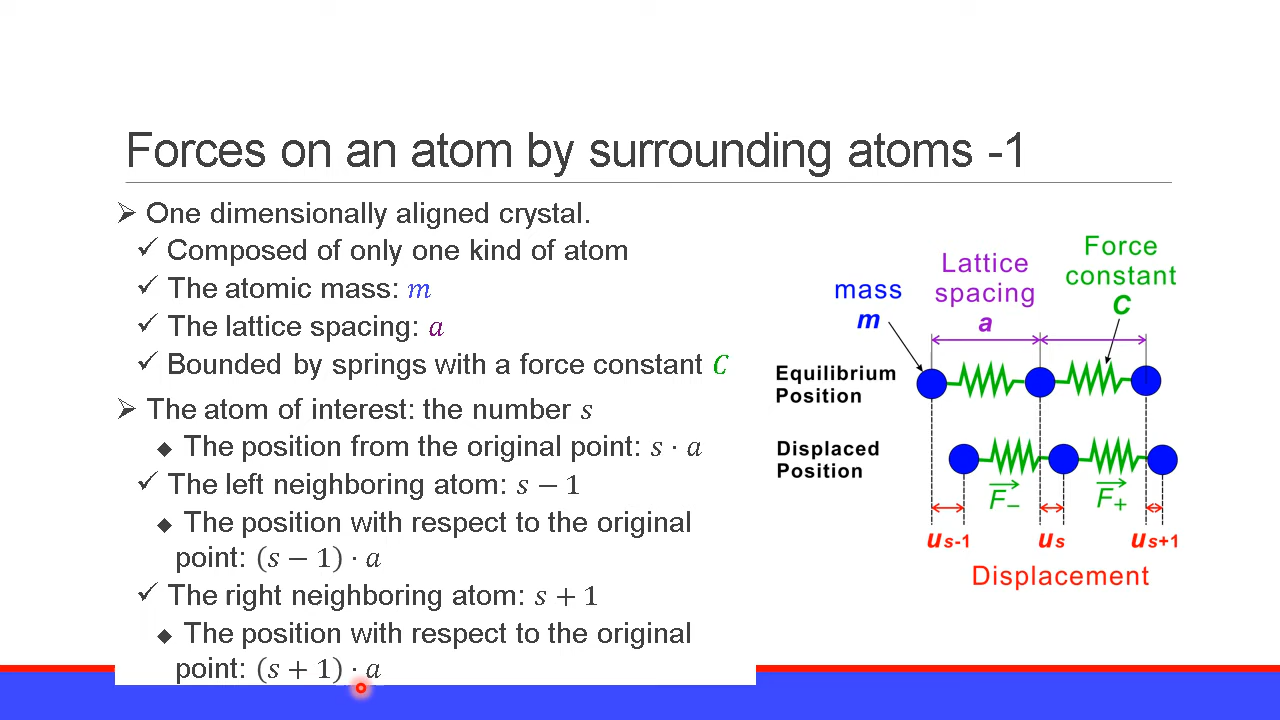 Forces on an atom by surrounding atoms -1
➢ One dimensionally aligned crystal.
✓ Composed of only one kind of atom
✓ The atomic mass: m
✓ The lattice spacing: a
✓ Bounded by springs with a force constant C
➢ The atom of interest: the number s
◆ The position from the original point: s · a
✓ The left neighboring atom: s − 1
◆ The position with respect to the original
point: (s − 1) · a
✓ The right neighboring atom: s + 1
◆ The position with respect to the original
point: (s + 1) · a
mass
m
Lattice
spacing
a
Force
constant
C
Equilibrium
Position
Displaced
Position
F₋
F₊
u s-1
u s
u s+1
Displacement